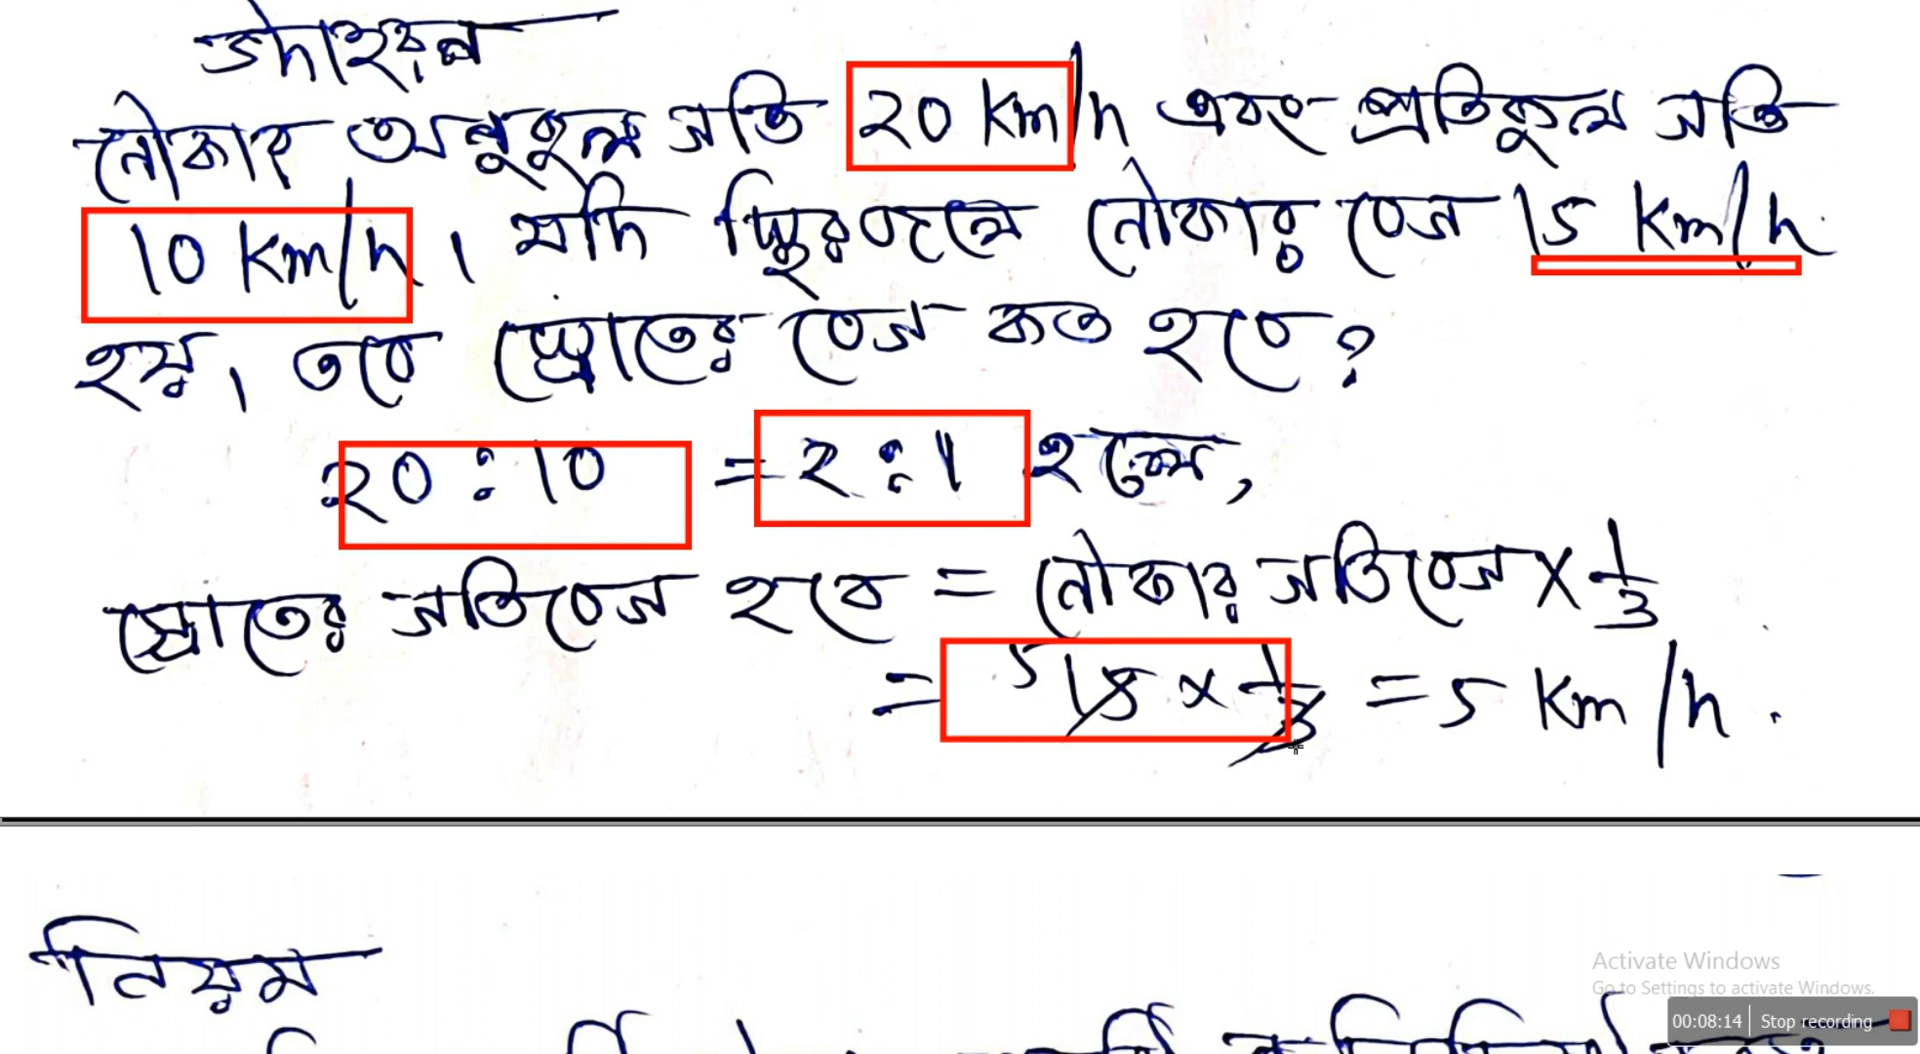 উদাহরন
নৌকার অনুকুল গতি 20 Km/h এবং প্রতিকুল গতি
10 Km/h, যদি স্থিরজলে নৌকার বেগ 15 Km/h.
হয়, তবে স্রোতের বেগ কত হবে?
20 : 10 = 2 : 1 হলে,
স্রোতের গতিবেগ হবে = নৌকার গতিবেগ X 1/3
= 5 15 x 1/3 = 5 Km/h.
নিয়ম
Activate Windows
Go to Settings to activate Windows.
00:08:14 Stop recording